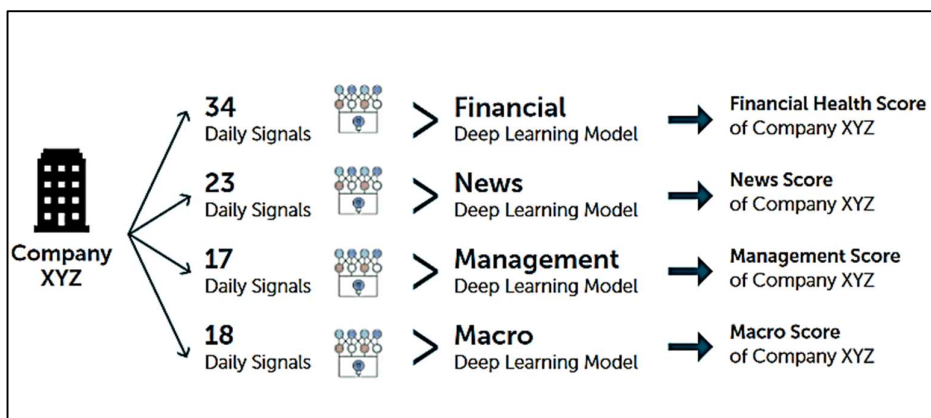 34
Daily Signals
Financial
Deep Learning Model
Financial Health Score
of Company XYZ
23
Daily Signals
News
Deep Learning Model
News Score
of Company XYZ
Company
XYZ
17
Daily Signals
Management
Deep Learning Model
Management Score
of Company XYZ
18
Daily Signals
Macro
Deep Learning Model
Macro Score
of Company XYZ